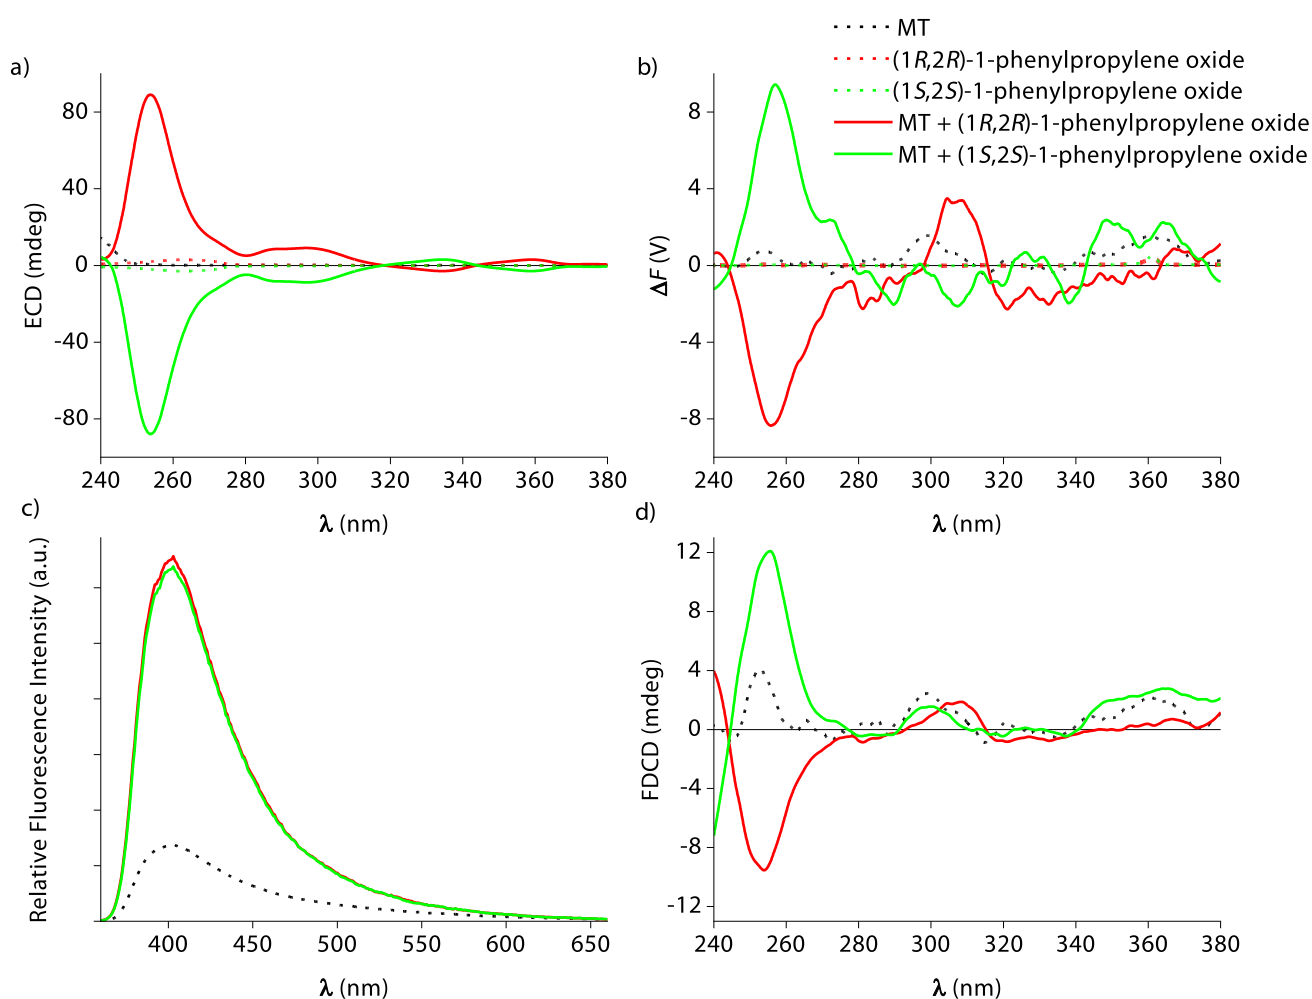 MT
(1R,2R)-1-phenylpropylene oxide
(1S,2S)-1-phenylpropylene oxide
MT + (1R,2R)-1-phenylpropylene oxide
MT + (1S,2S)-1-phenylpropylene oxide
a)
80
40
0
-40
-80
ECD (mdeg)
240 260 280 300 320 340 360 380
λ (nm)
b)
8
4
0
-4
-8
ΔF (V)
240 260 280 300 320 340 360 380
λ (nm)
c)
Relative Fluorescence Intensity (a.u.)
400 450 500 550 600 650
λ (nm)
d)
12
8
4
0
-4
-8
-12
FDCD (mdeg)
240 260 280 300 320 340 360 380
λ (nm)